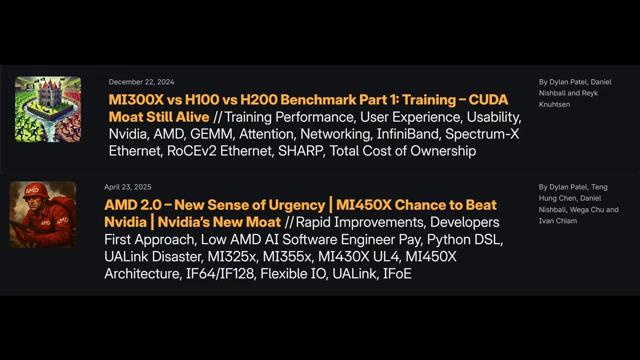 December 22, 2024
MI300X vs H100 vs H200 Benchmark Part 1: Training – CUDA
Moat Still Alive // Training Performance, User Experience, Usability,
Nvidia, AMD, GEMM, Attention, Networking, InfiniBand, Spectrum-X
Ethernet, RoCEv2 Ethernet, SHARP, Total Cost of Ownership
By Dylan Patel, Daniel
Nishball and Reyk
Knuhtsen
AMD
April 23, 2025
AMD 2.0 – New Sense of Urgency | MI450X Chance to Beat
Nvidia | Nvidia's New Moat // Rapid Improvements, Developers
First Approach, Low AMD AI Software Engineer Pay, Python DSL,
UALink Disaster, MI325x, MI355x, MI430X UL4, MI450X
Architecture, IF64/IF128, Flexible IO, UALink, IFoE
By Dylan Patel, Teng
Hung Chen, Daniel
Nishball, Wega Chu and
Ivan Chiam